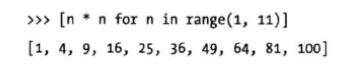 >>> [n * n for n in range(1, 11)]
[1, 4, 9, 16, 25, 36, 49, 64, 81, 100]